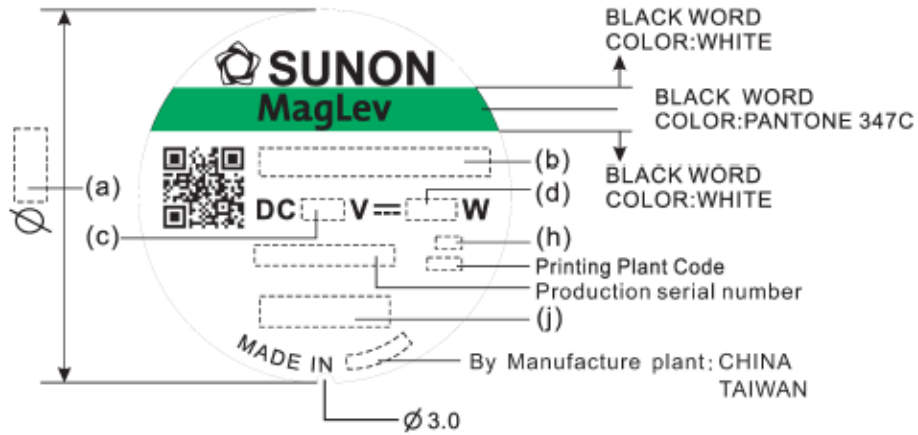 BLACK WORD
COLOR:WHITE
SUNON
MagLev
BLACK WORD
COLOR:PANTONE 347C
(a)
(b)
BLACK WORD
COLOR:WHITE
(d)
DC V W
(c)
(h)
Printing Plant Code
Production serial number
(j)
MADE IN
By Manufacture plant: CHINA
TAIWAN
Ø
Ø 3.0